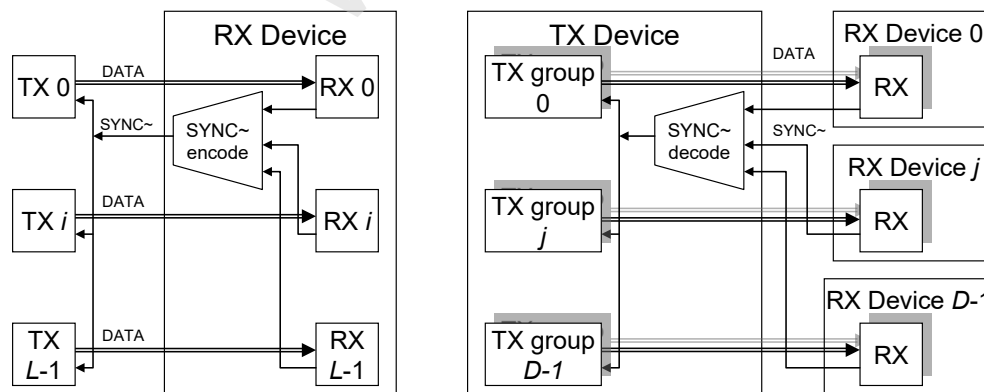 RX Device
TX 0
DATA
RX 0
SYNC~
SYNC~
encode
TX i
DATA
RX i
TX
L-1
DATA
RX
L-1
TX Device
TX group
0
DATA
RX Device 0
RX
SYNC~
decode
SYNC~
TX group
j
RX Device j
RX
TX group
D-1
RX Device D-1
RX